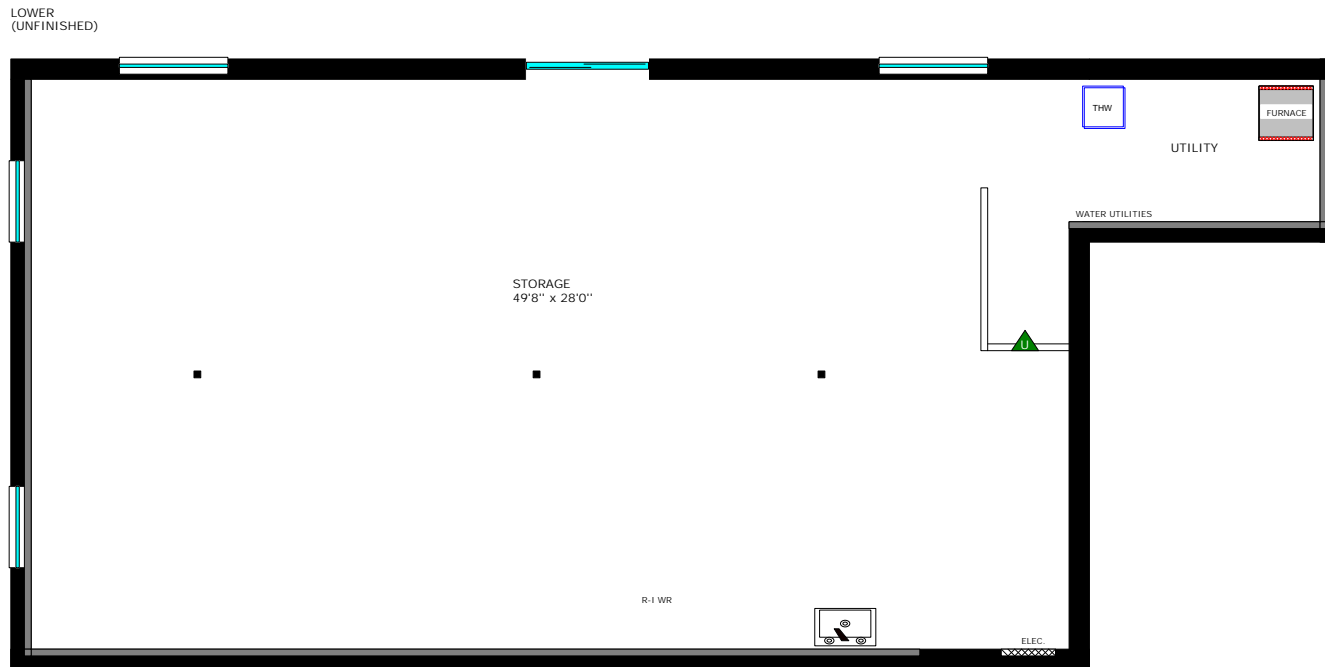 LOWER
(UNFINISHED)
THW
FURNACE
UTILITY
WATER UTILITIES
STORAGE
49'8'' x 28'0''
U
R-I WR
ELEC.